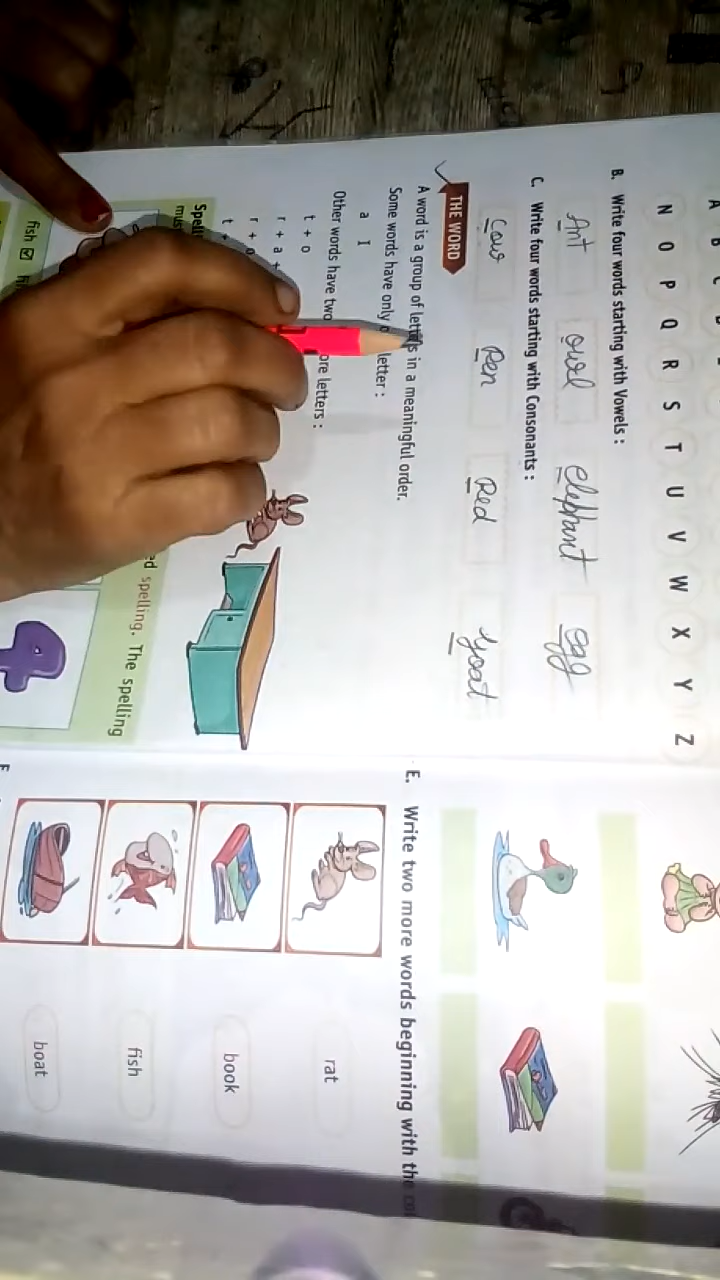 N O P Q R S T U V W X Y Z
B. Write four words starting with Vowels :
Ant owl elephant egg
C. Write four words starting with Consonants :
Cow Pen Red Goat
THE WORD
A word is a group of letters in a meaningful order.
Some words have only letter :
a I
Other words have two letters :
t + o
r + a +
r +
t +
spelling. The spelling
fish ☑
E. Write two more words beginning with the
rat
book
fish
boat
F